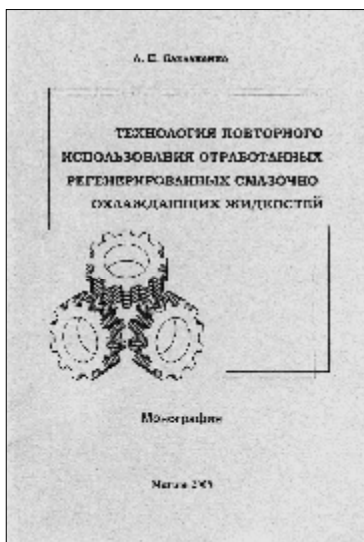 ТЕХНОЛОГИЯ ПОВТОРНОГО
ИСПОЛЬЗОВАНИЯ ОТРАБОТАННЫХ
РЕГЕНЕРИРОВАННЫХ СМАЗОЧНО-
ОХЛАЖДАЮЩИХ ЖИДКОСТЕЙ
Монография